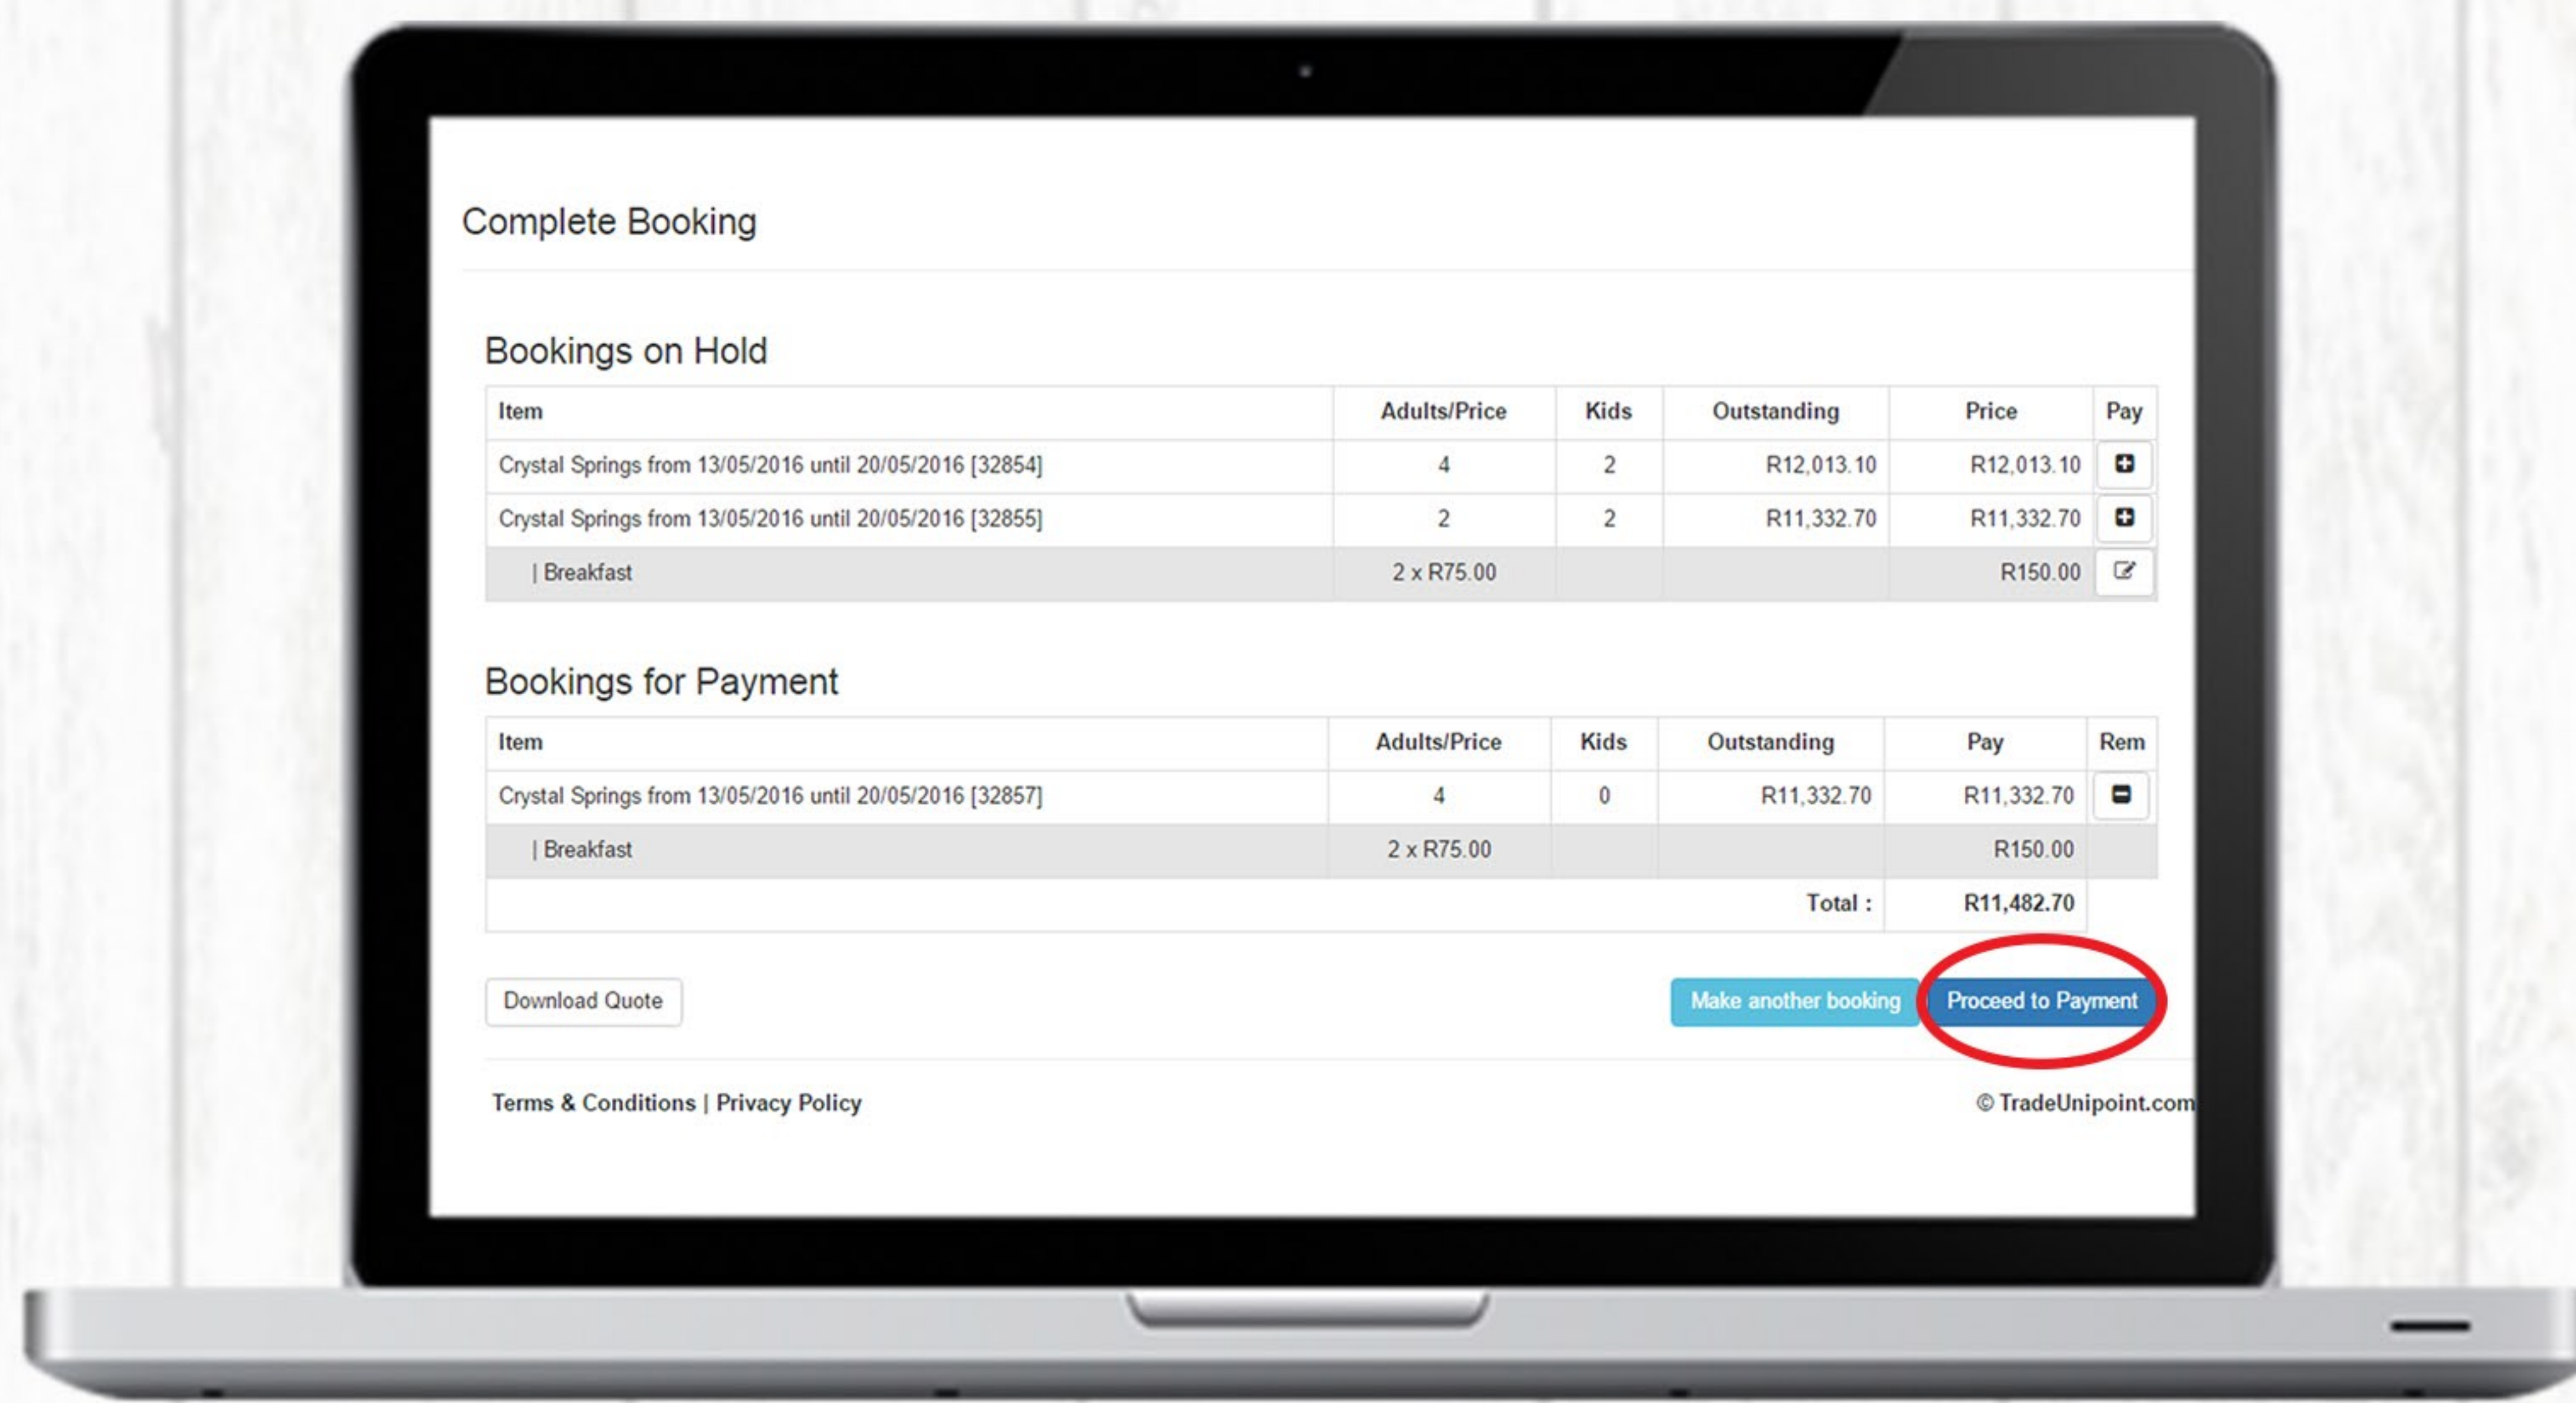 Complete Booking
Bookings on Hold
Item Adults/Price Kids Outstanding Price Pay
Crystal Springs from 13/05/2016 until 20/05/2016 [32854] 4 2 R12,013.10 R12,013.10
Crystal Springs from 13/05/2016 until 20/05/2016 [32855] 2 2 R11,332.70 R11,332.70
| Breakfast 2 x R75.00 R150.00
Bookings for Payment
Item Adults/Price Kids Outstanding Pay Rem
Crystal Springs from 13/05/2016 until 20/05/2016 [32857] 4 0 R11,332.70 R11,332.70
| Breakfast 2 x R75.00 R150.00
Total : R11,482.70
Download Quote Make another booking Proceed to Payment
Terms & Conditions | Privacy Policy © TradeUnipoint.com